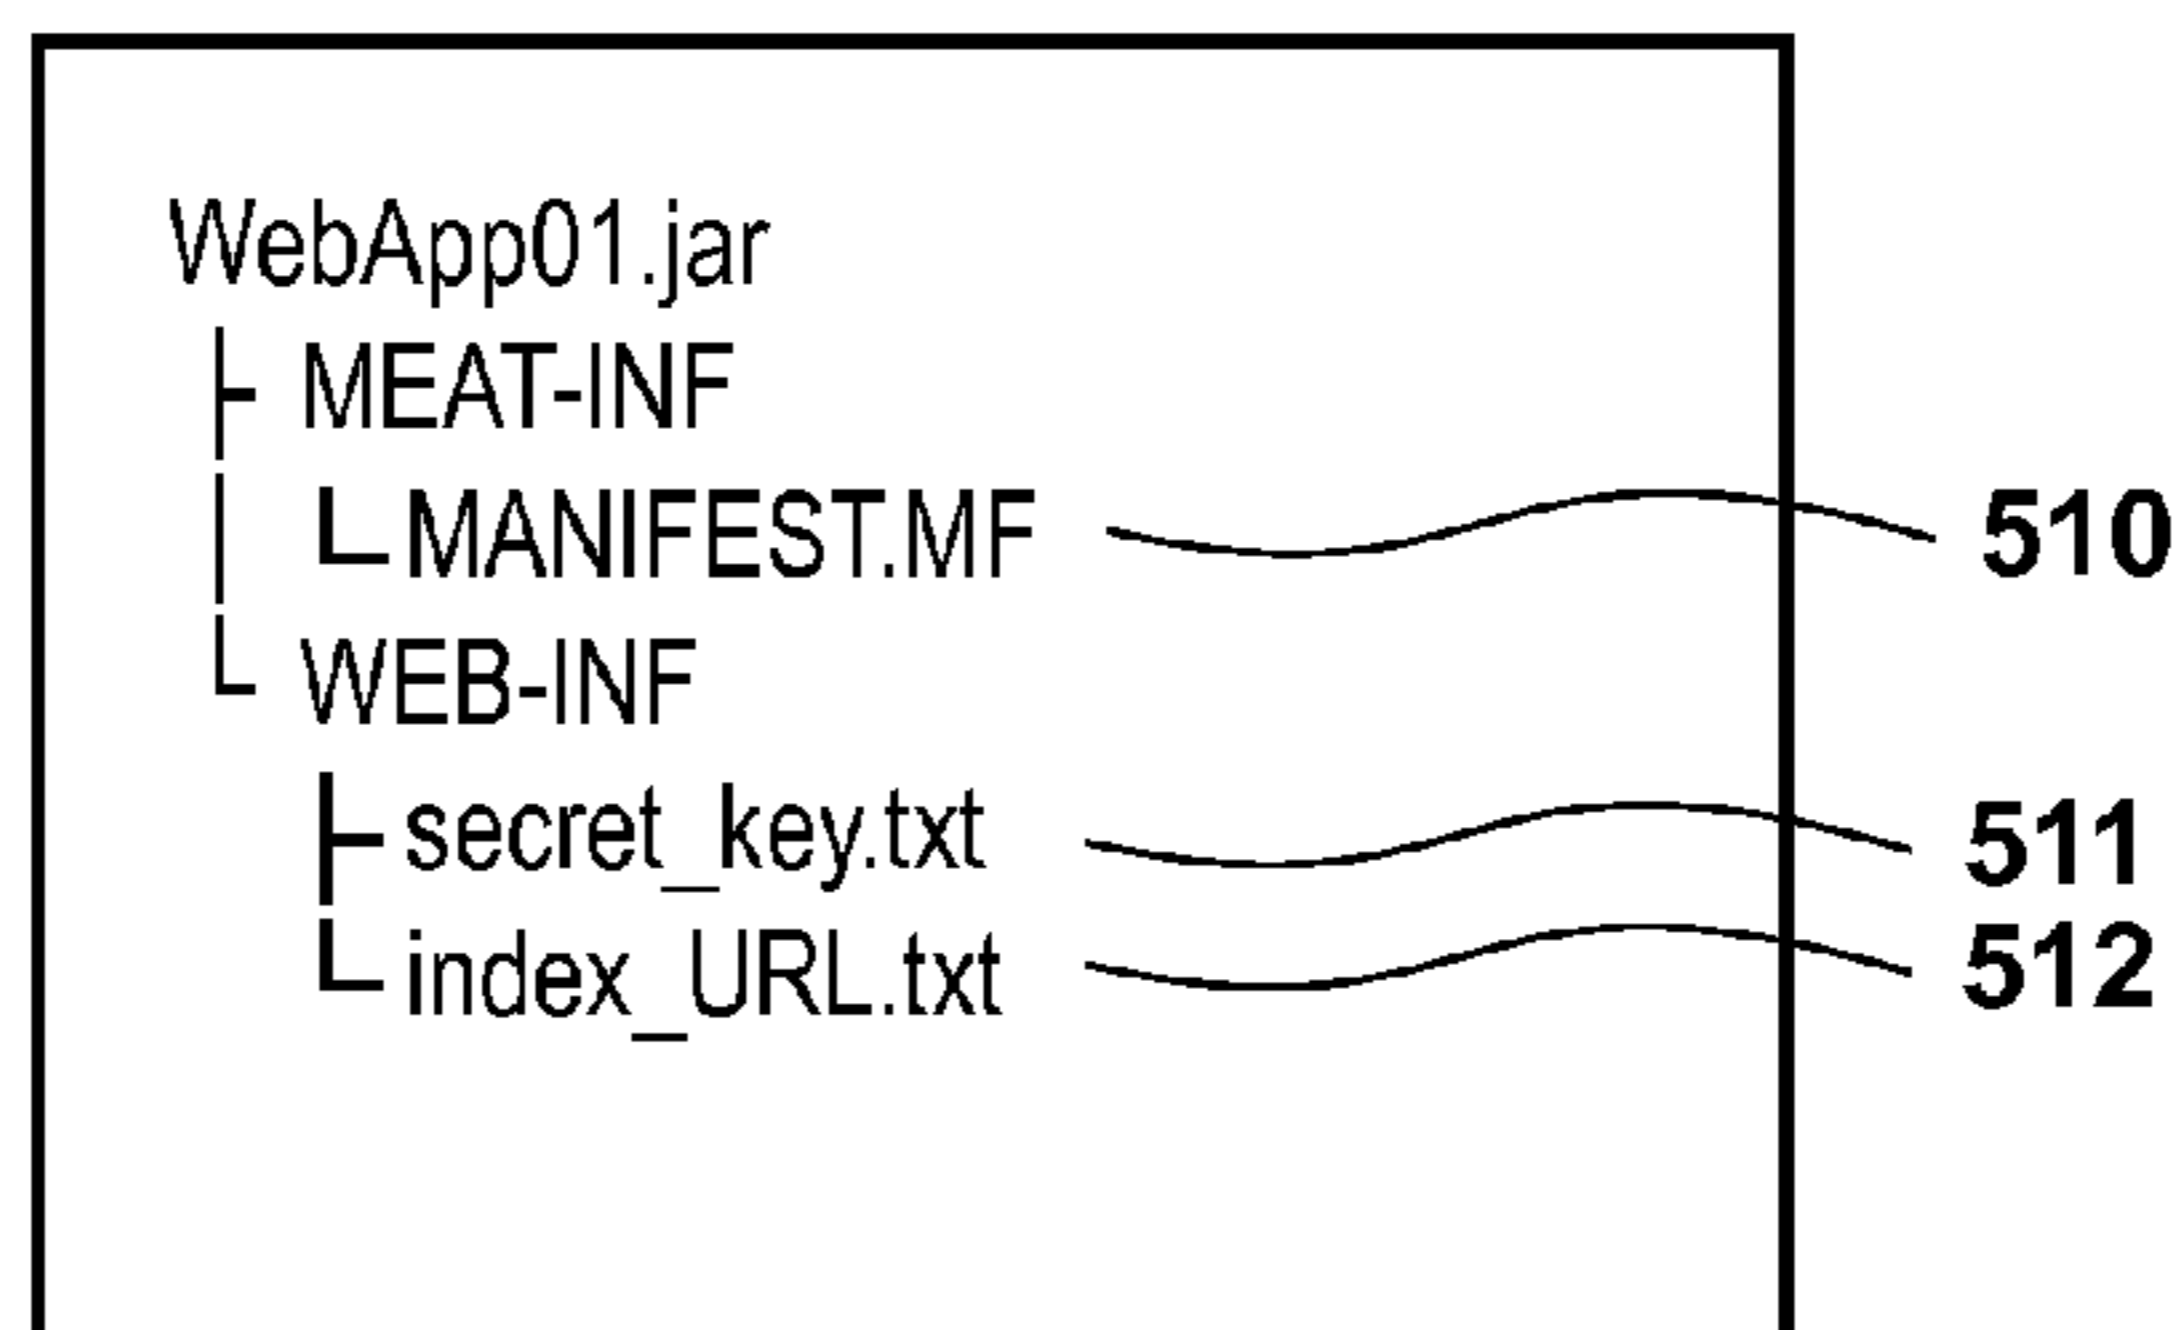 WebApp01.jar
├ MEAT-INF
│ └ MANIFEST.MF 510
└ WEB-INF
├ secret_key.txt 511
└ index_URL.txt 512